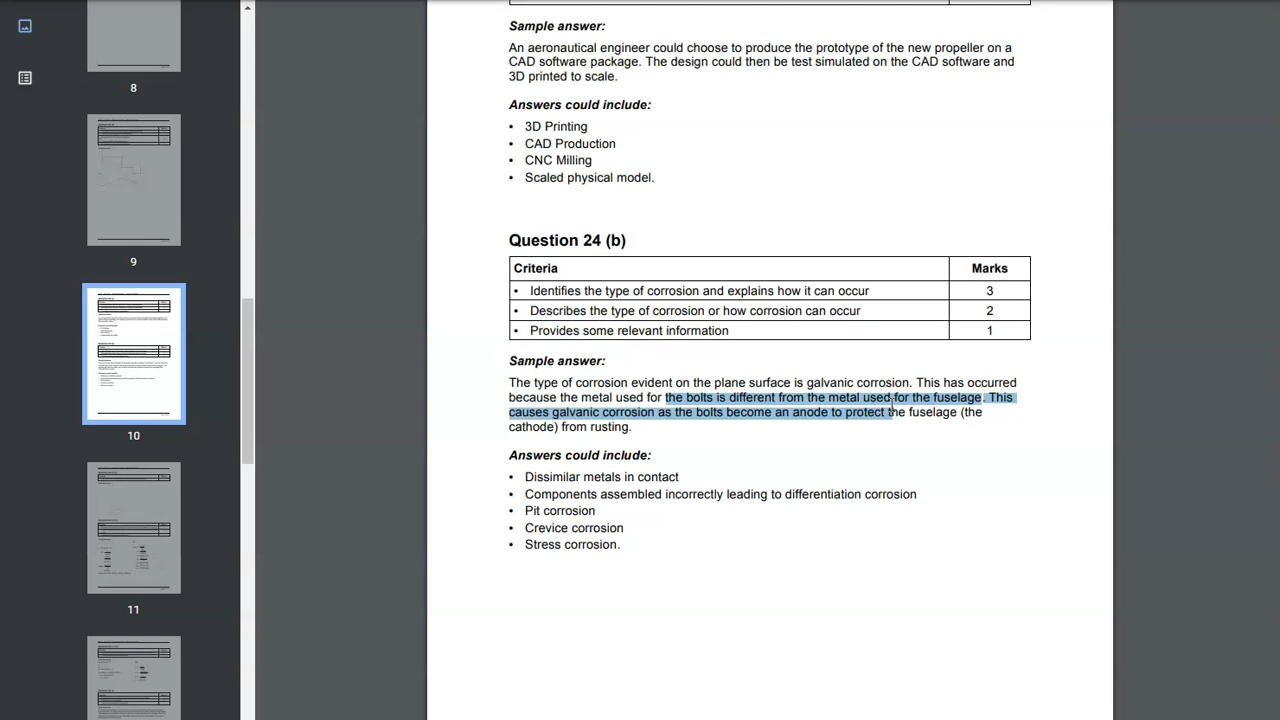 8
9
10
11
Sample answer:
An aeronautical engineer could choose to produce the prototype of the new propeller on a
CAD software package. The design could then be test simulated on the CAD software and
3D printed to scale.
Answers could include:
• 3D Printing
• CAD Production
• CNC Milling
• Scaled physical model.
Question 24 (b)
Criteria Marks
• Identifies the type of corrosion and explains how it can occur 3
• Describes the type of corrosion or how corrosion can occur 2
• Provides some relevant information 1
Sample answer:
The type of corrosion evident on the plane surface is galvanic corrosion. This has occurred
because the metal used for the bolts is different from the metal used for the fuselage. This
causes galvanic corrosion as the bolts become an anode to protect the fuselage (the
cathode) from rusting.
Answers could include:
• Dissimilar metals in contact
• Components assembled incorrectly leading to differentiation corrosion
• Pit corrosion
• Crevice corrosion
• Stress corrosion.